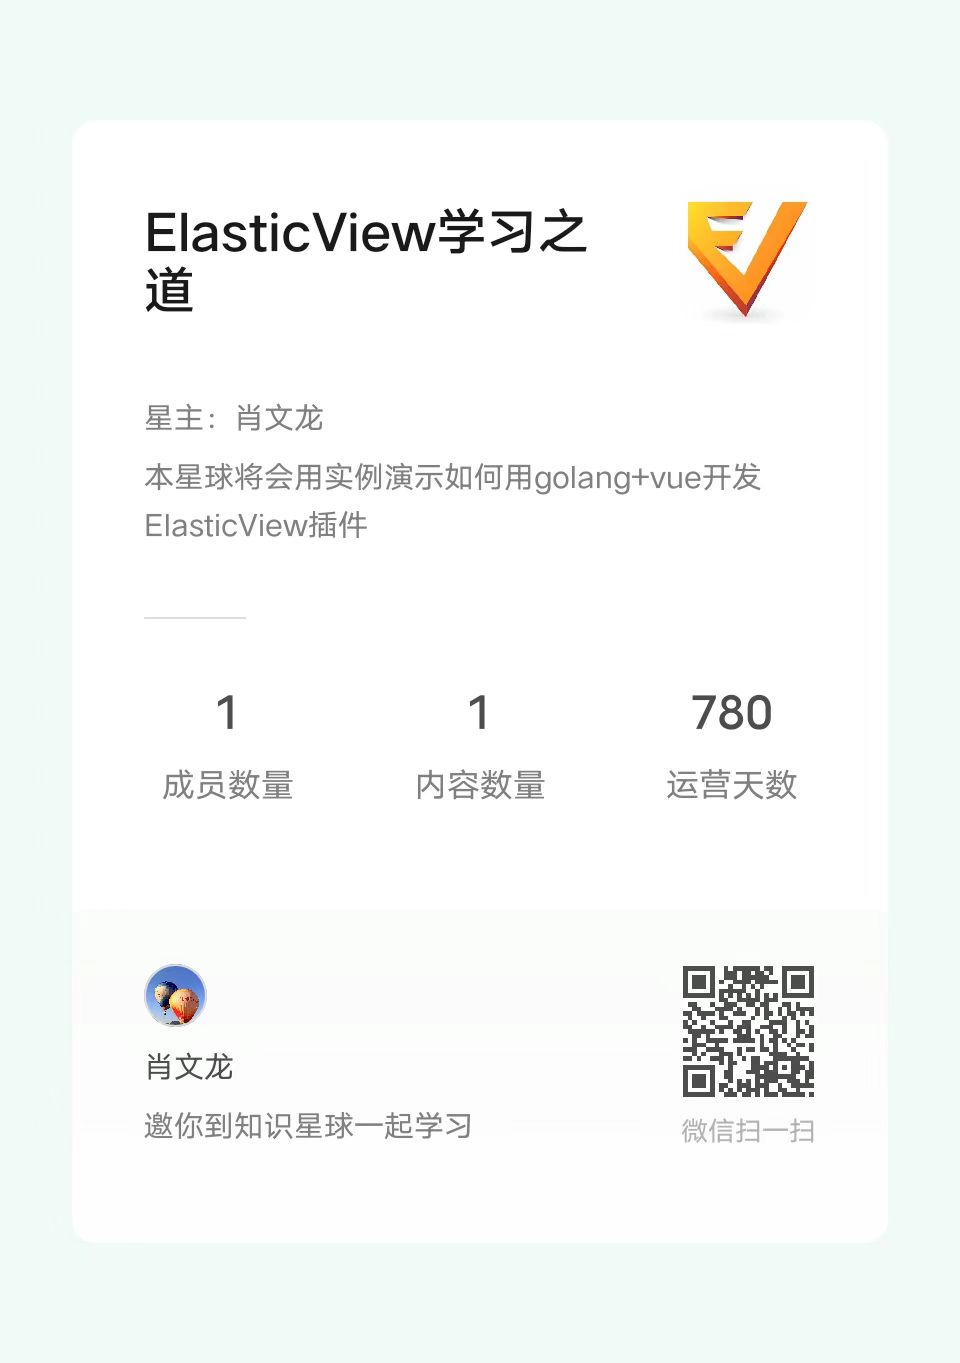 ElasticView学习之
道
星主：肖文龙
本星球将会用实例演示如何用golang+vue开发
ElasticView插件
1
1
780
成员数量
内容数量
运营天数
肖文龙
邀你到知识星球一起学习
微信扫一扫